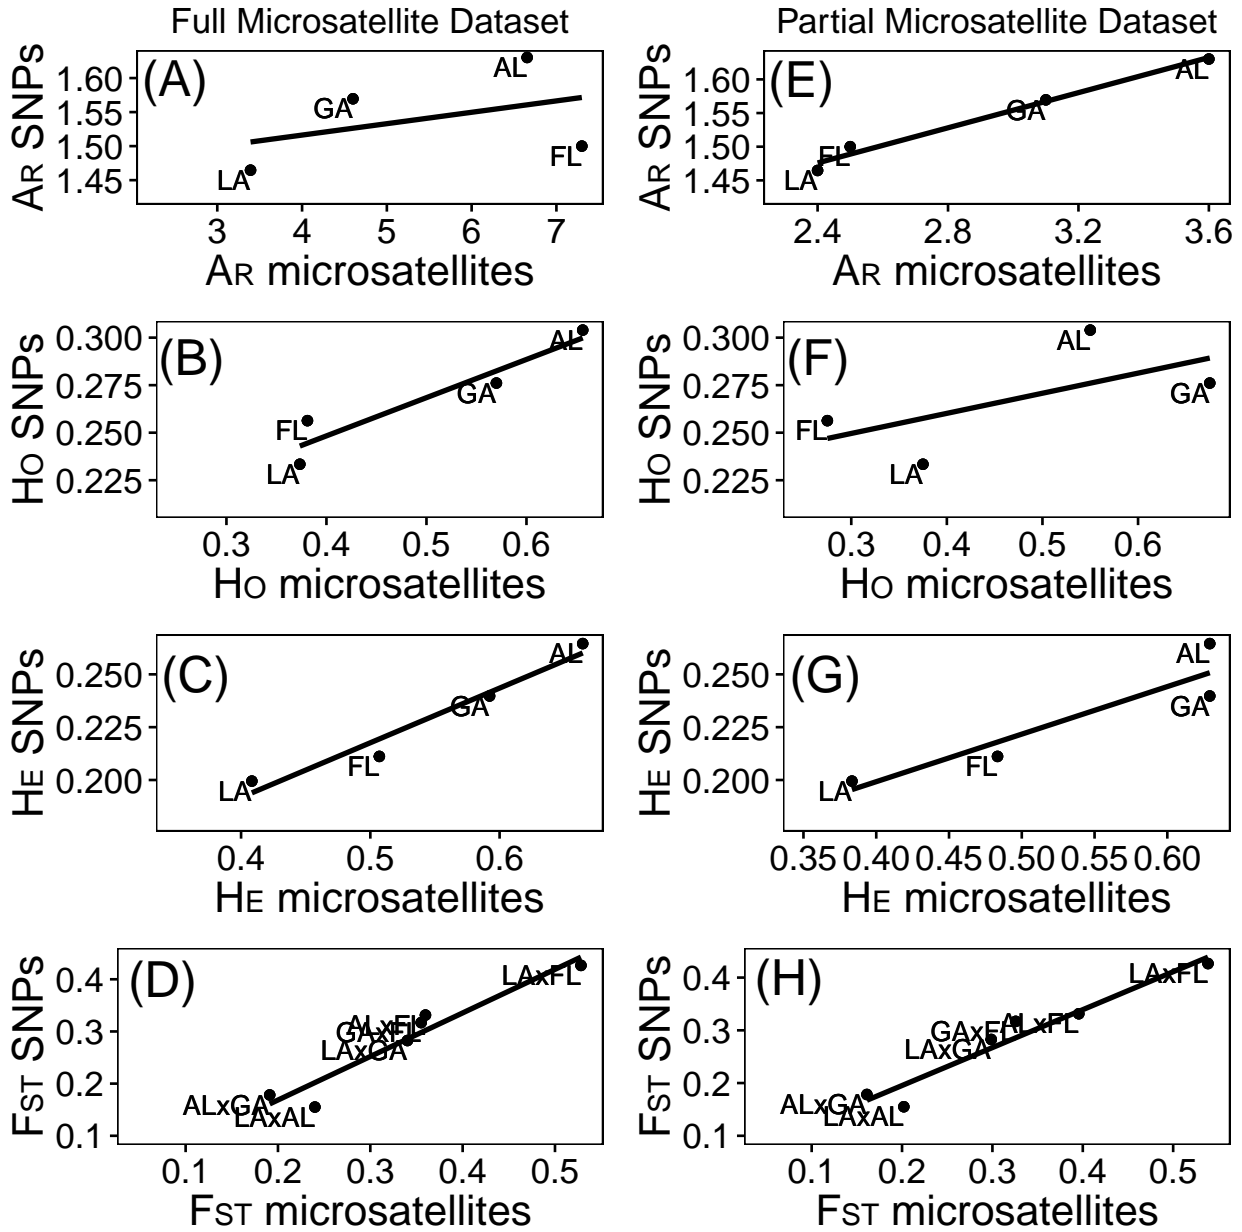 Full Microsatellite Dataset
(A)
AR SNPs
1.60
1.55
1.50
1.45
AL
GA
FL
LA
3 4 5 6 7
AR microsatellites
(B)
HO SNPs
0.300
0.275
0.250
0.225
AL
GA
FL
LA
0.3 0.4 0.5 0.6
HO microsatellites
(C)
HE SNPs
0.250
0.225
0.200
AL
GA
FL
LA
0.4 0.5 0.6
HE microsatellites
(D)
FST SNPs
0.4
0.3
0.2
0.1
LAxFL
ALxFL
GAxFL
LAxGA
ALxGA
LAxAL
0.1 0.2 0.3 0.4 0.5
FST microsatellites
Partial Microsatellite Dataset
(E)
AR SNPs
1.60
1.55
1.50
1.45
AL
GA
FL
LA
2.4 2.8 3.2 3.6
AR microsatellites
(F)
HO SNPs
0.300
0.275
0.250
0.225
AL
GA
FL
LA
0.3 0.4 0.5 0.6
HO microsatellites
(G)
HE SNPs
0.250
0.225
0.200
AL
GA
FL
LA
0.35 0.40 0.45 0.50 0.55 0.60
HE microsatellites
(H)
FST SNPs
0.4
0.3
0.2
0.1
LAxFL
GAxFL
ALxFL
LAxGA
ALxGA
LAxAL
0.1 0.2 0.3 0.4 0.5
FST microsatellites